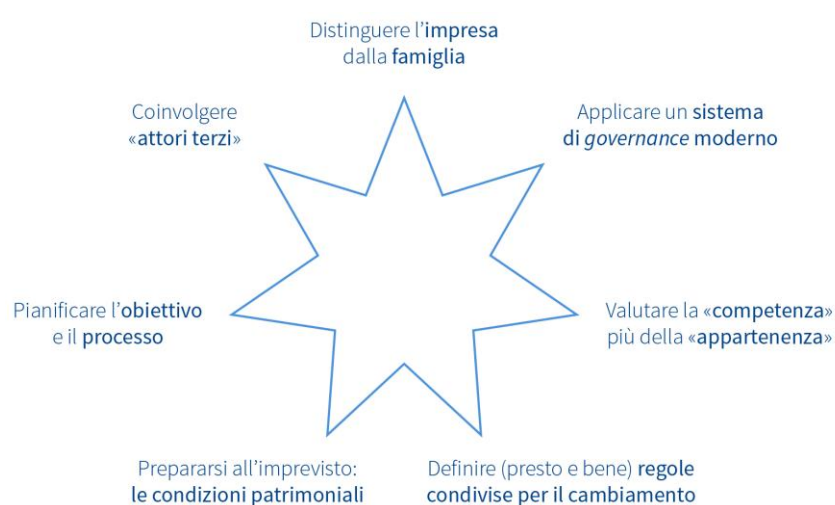 Distinguere l’impresa
dalla famiglia
Coinvolgere
«attori terzi»
Applicare un sistema
di governance moderno
Pianificare l’obiettivo
e il processo
Valutare la «competenza»
più della «appartenenza»
Prepararsi all’imprevisto:
le condizioni patrimoniali
Definire (presto e bene) regole
condivise per il cambiamento